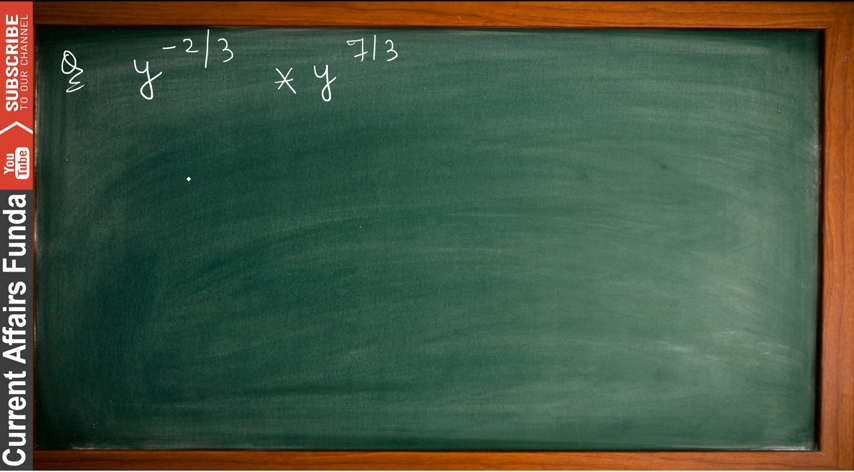 Q y^{-2/3} * y^{7/3}
SUBSCRIBE
TO OUR CHANNEL
You
Tube
Current Affairs Funda